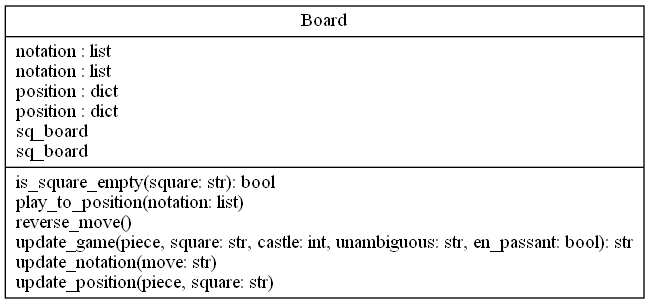 Board
notation : list
notation : list
position : dict
position : dict
sq_board
sq_board
is_square_empty(square: str): bool
play_to_position(notation: list)
reverse_move()
update_game(piece, square: str, castle: int, unambiguous: str, en_passant: bool): str
update_notation(move: str)
update_position(piece, square: str)